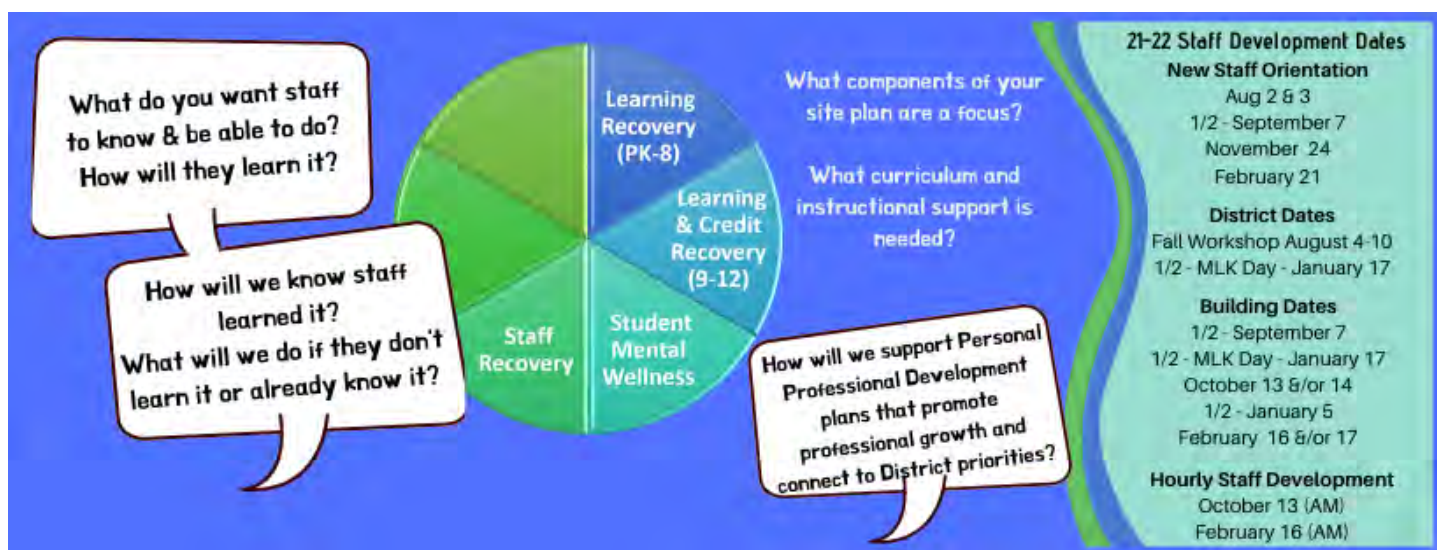 What do you want staff
to know & be able to do?
How will they learn it?
How will we know staff
learned it?
What will we do if they don't
learn it or already know it?
Learning
Recovery
(PK-8)
Learning
& Credit
Recovery
(9-12)
Student
Mental
Wellness
Staff
Recovery
What components of your
site plan are a focus?
What curriculum and
instructional support is
needed?
How will we support Personal
Professional Development
plans that promote
professional growth and
connect to District priorities?
21-22 Staff Development Dates
New Staff Orientation
Aug 2 & 3
1/2 - September 7
November 24
February 21
District Dates
Fall Workshop August 4-10
1/2 - MLK Day - January 17
Building Dates
1/2 - September 7
1/2 - MLK Day - January 17
October 13 &/or 14
1/2 - January 5
February 16 &/or 17
Hourly Staff Development
October 13 (AM)
February 16 (AM)